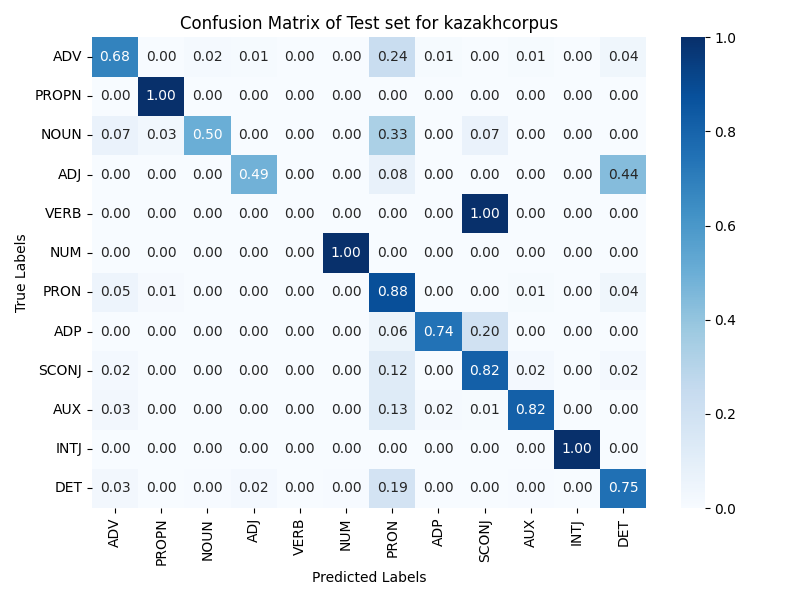 Confusion Matrix of Test set for kazakhcorpus
ADV 0.68 0.00 0.02 0.01 0.00 0.00 0.24 0.01 0.00 0.01 0.00 0.04
PROPN 0.00 1.00 0.00 0.00 0.00 0.00 0.00 0.00 0.00 0.00 0.00 0.00
NOUN 0.07 0.03 0.50 0.00 0.00 0.00 0.33 0.00 0.07 0.00 0.00 0.00
ADJ 0.00 0.00 0.00 0.49 0.00 0.00 0.08 0.00 0.00 0.00 0.00 0.44
VERB 0.00 0.00 0.00 0.00 0.00 0.00 0.00 0.00 1.00 0.00 0.00 0.00
NUM 0.00 0.00 0.00 0.00 0.00 1.00 0.00 0.00 0.00 0.00 0.00 0.00
PRON 0.05 0.01 0.00 0.00 0.00 0.00 0.88 0.00 0.00 0.01 0.00 0.04
ADP 0.00 0.00 0.00 0.00 0.00 0.00 0.06 0.74 0.20 0.00 0.00 0.00
SCONJ 0.02 0.00 0.00 0.00 0.00 0.00 0.12 0.00 0.82 0.02 0.00 0.02
AUX 0.03 0.00 0.00 0.00 0.00 0.00 0.13 0.02 0.01 0.82 0.00 0.00
INTJ 0.00 0.00 0.00 0.00 0.00 0.00 0.00 0.00 0.00 0.00 1.00 0.00
DET 0.03 0.00 0.00 0.02 0.00 0.00 0.19 0.00 0.00 0.00 0.00 0.75
ADV PROPN NOUN ADJ VERB NUM PRON ADP SCONJ AUX INTJ DET
Predicted Labels
True Labels
1.0
0.8
0.6
0.4
0.2
0.0